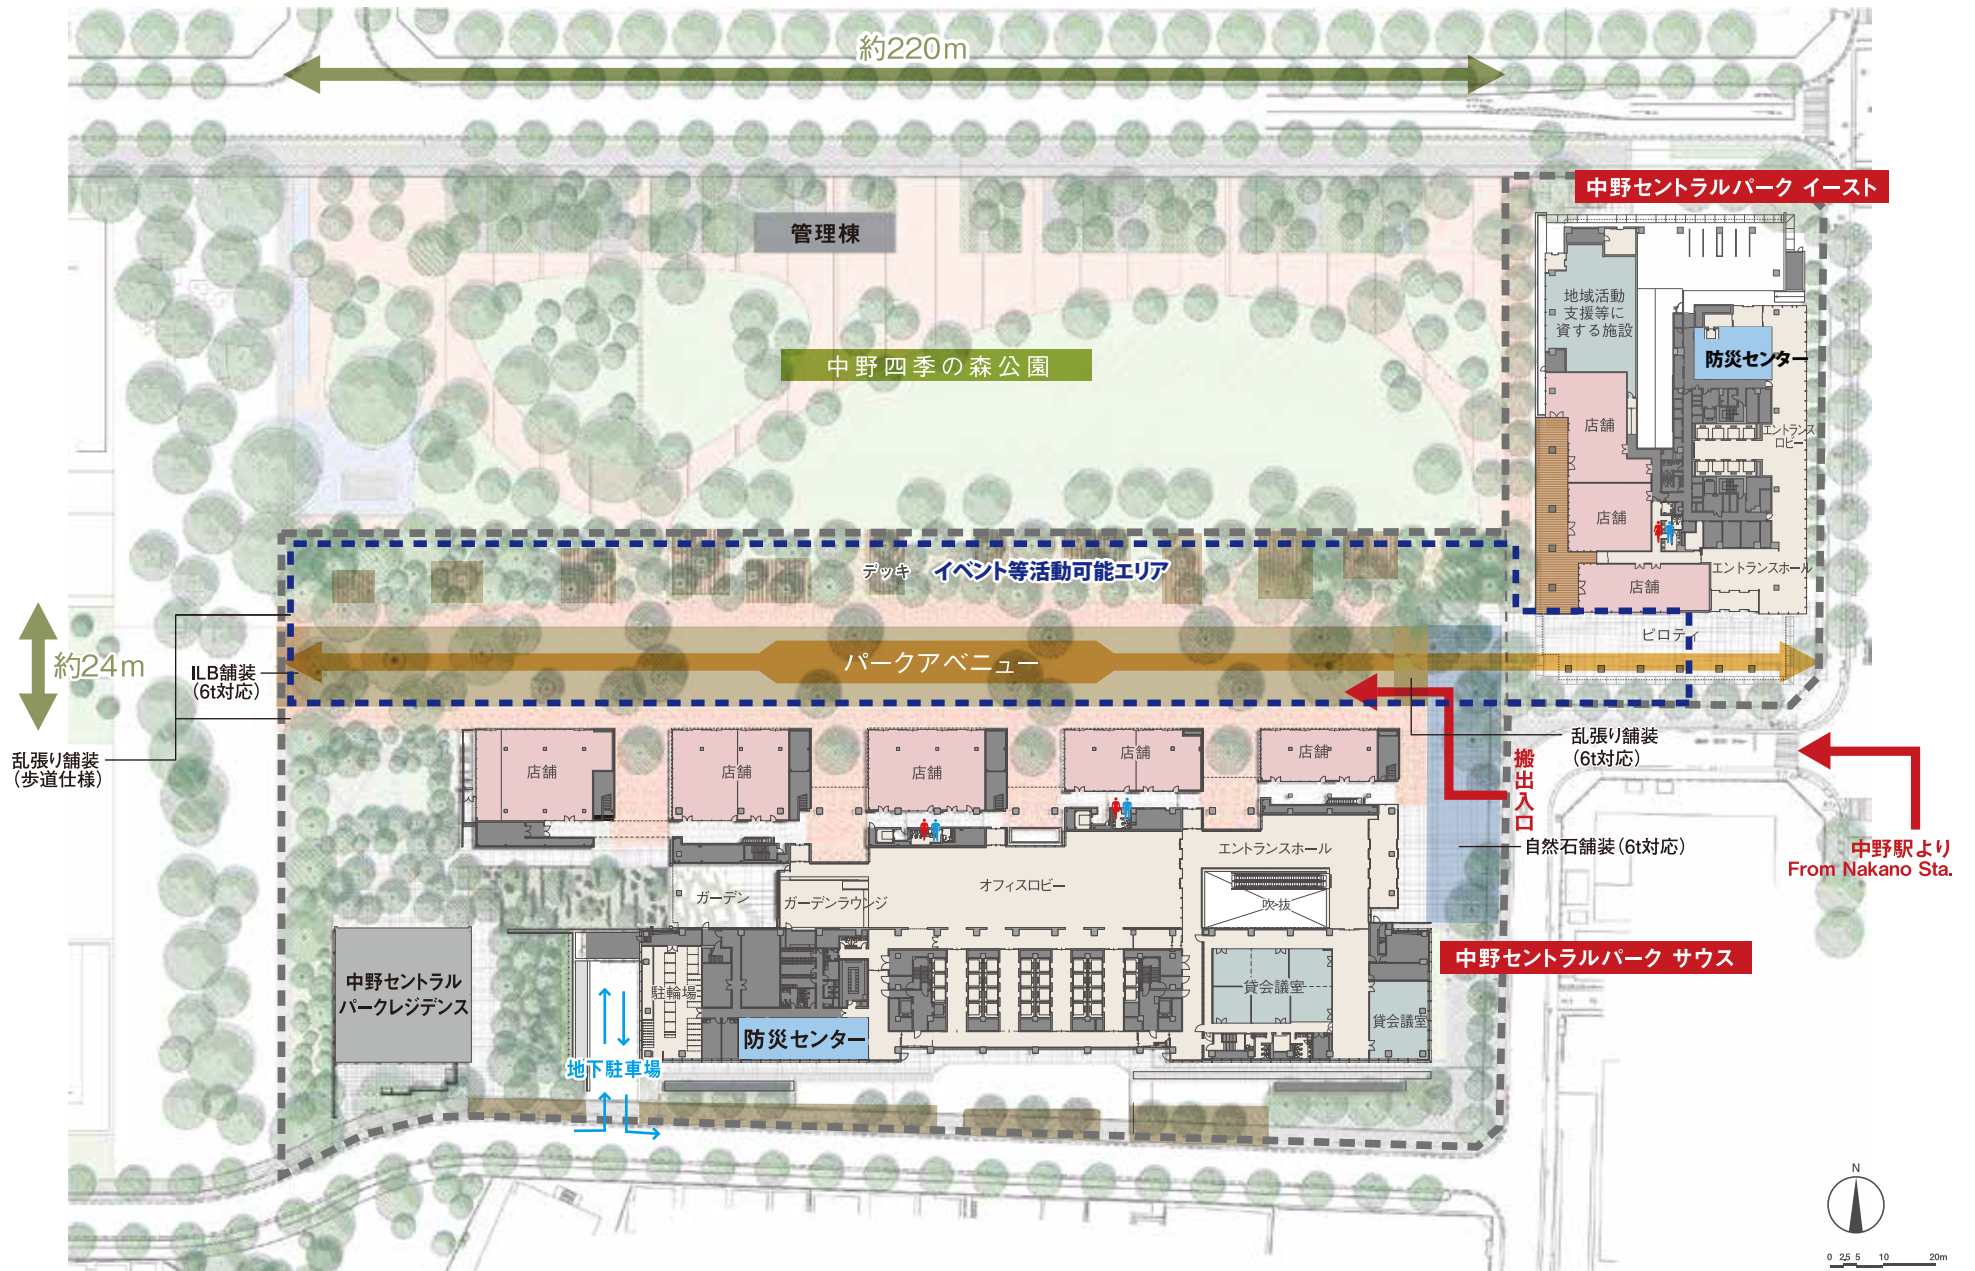 約220m
中野セントラルパーク イースト
管理棟
地域活動
支援等に
資する施設
防災センター
中野四季の森公園
店舗
エントランス
ロビー
店舗
エントランスホール
店舗
デッキ
イベント等活動可能エリア
ピロティ
約24m
ILB舗装
(6t対応)
パークアベニュー
乱張り舗装
(歩道仕様)
乱張り舗装
(6t対応)
店舗
店舗
店舗
店舗
店舗
搬出入口
自然石舗装(6t対応)
中野駅より
From Nakano Sta.
エントランスホール
オフィスロビー
ガーデン
ガーデンラウンジ
吹抜
中野セントラルパーク サウス
中野セントラル
パークレジデンス
駐輪場
貸会議室
貸会議室
防災センター
地下駐車場
N
0 2.5 5 10 20m